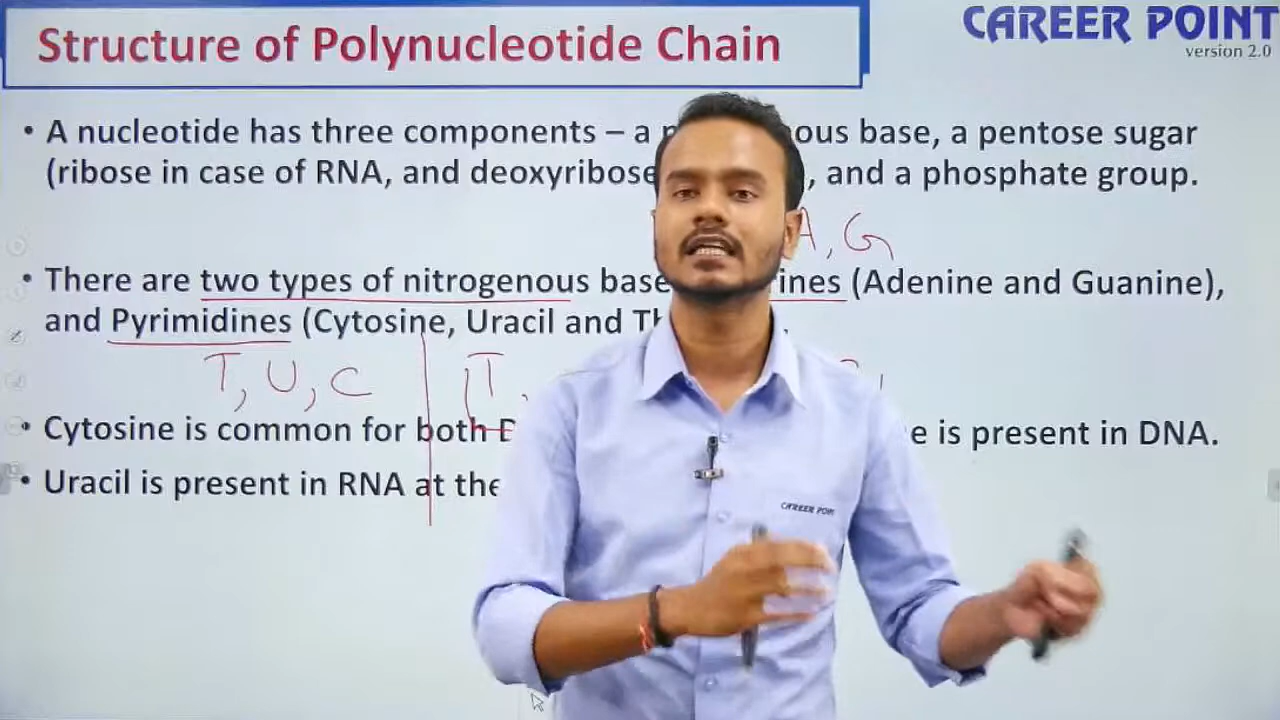 Structure of Polynucleotide Chain
CAREER POINT
version 2.0
• A nucleotide has three components – a ous base, a pentose sugar
(ribose in case of RNA, and deoxyribose , and a phosphate group.
A, G
• There are two types of nitrogenous base ines (Adenine and Guanine),
and Pyrimidines (Cytosine, Uracil and
T, U, C (T,
• Cytosine is common for both e is present in DNA.
• Uracil is present in RNA at the
CAREER POINT